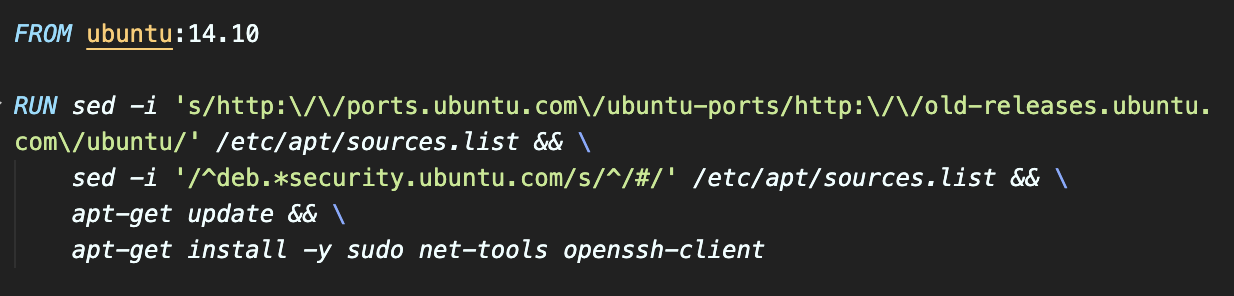 FROM ubuntu:14.10
RUN sed -i 's/http:\/\/ports.ubuntu.com\/ubuntu-ports/http:\/\/old-releases.ubuntu.
com\/ubuntu/' /etc/apt/sources.list && \
sed -i '/^deb.*security.ubuntu.com/s/^/#/' /etc/apt/sources.list && \
apt-get update && \
apt-get install -y sudo net-tools openssh-client